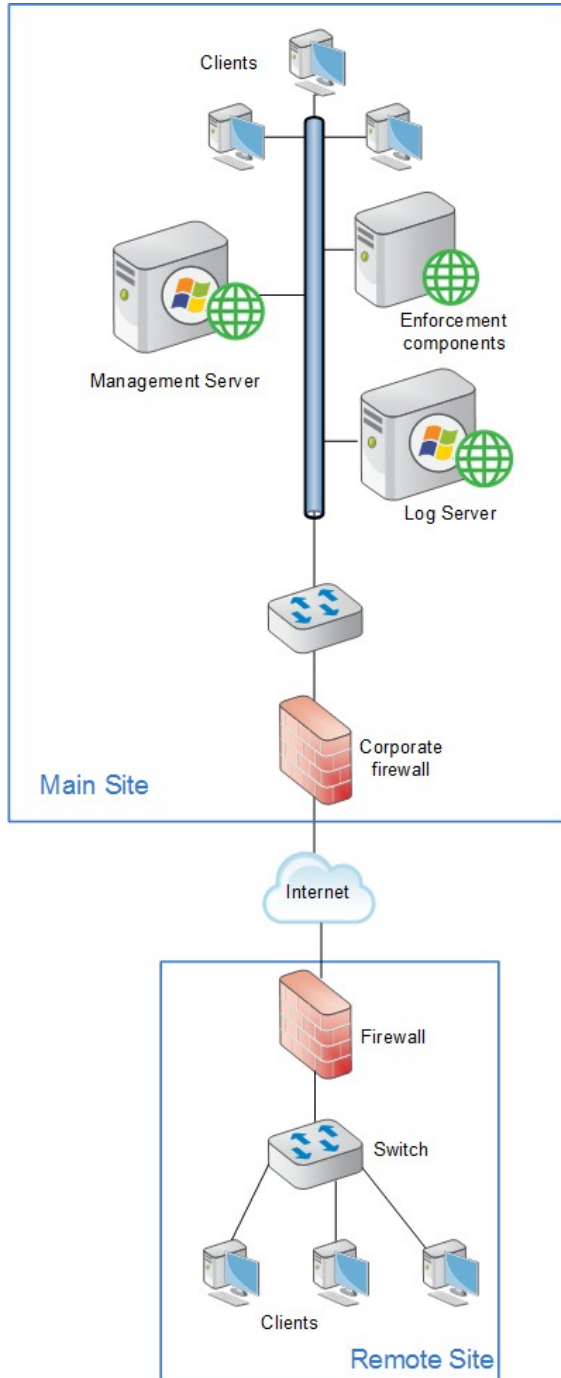 Clients
Management Server
Enforcement
components
Log Server
Corporate
firewall
Main Site
Internet
Firewall
Switch
Clients
Remote Site